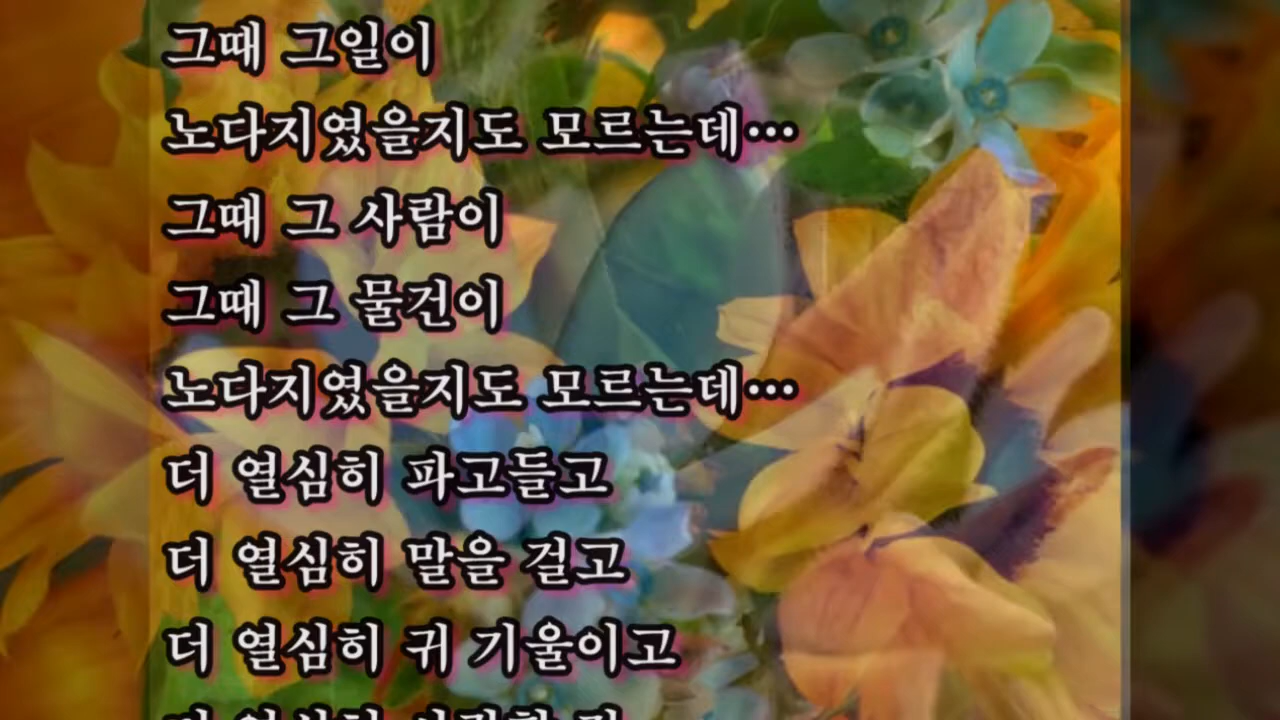 그때 그일이
노다지였을지도 모르는데…
그때 그 사람이
그때 그 물건이
노다지였을지도 모르는데…
더 열심히 파고들고
더 열심히 말을 걸고
더 열심히 귀 기울이고